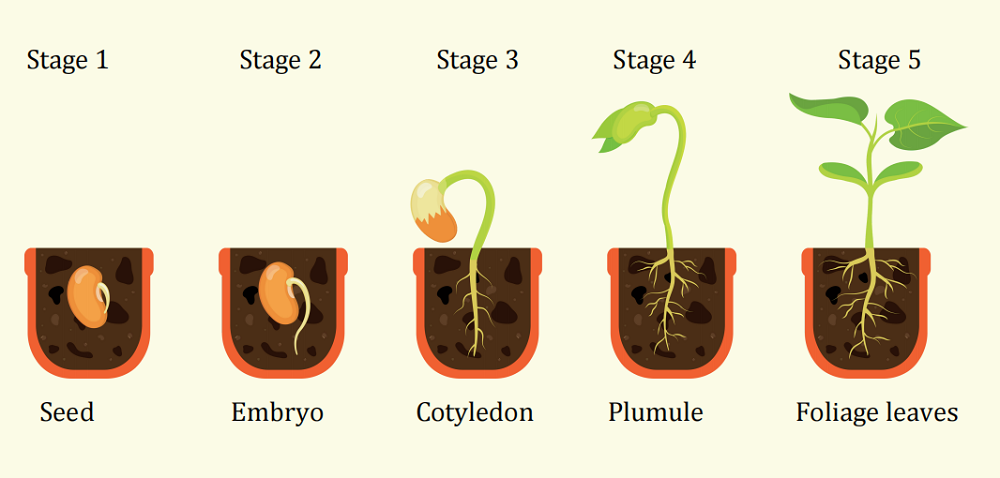 Stage 1
Stage 2
Stage 3
Stage 4
Stage 5
Seed
Embryo
Cotyledon
Plumule
Foliage leaves